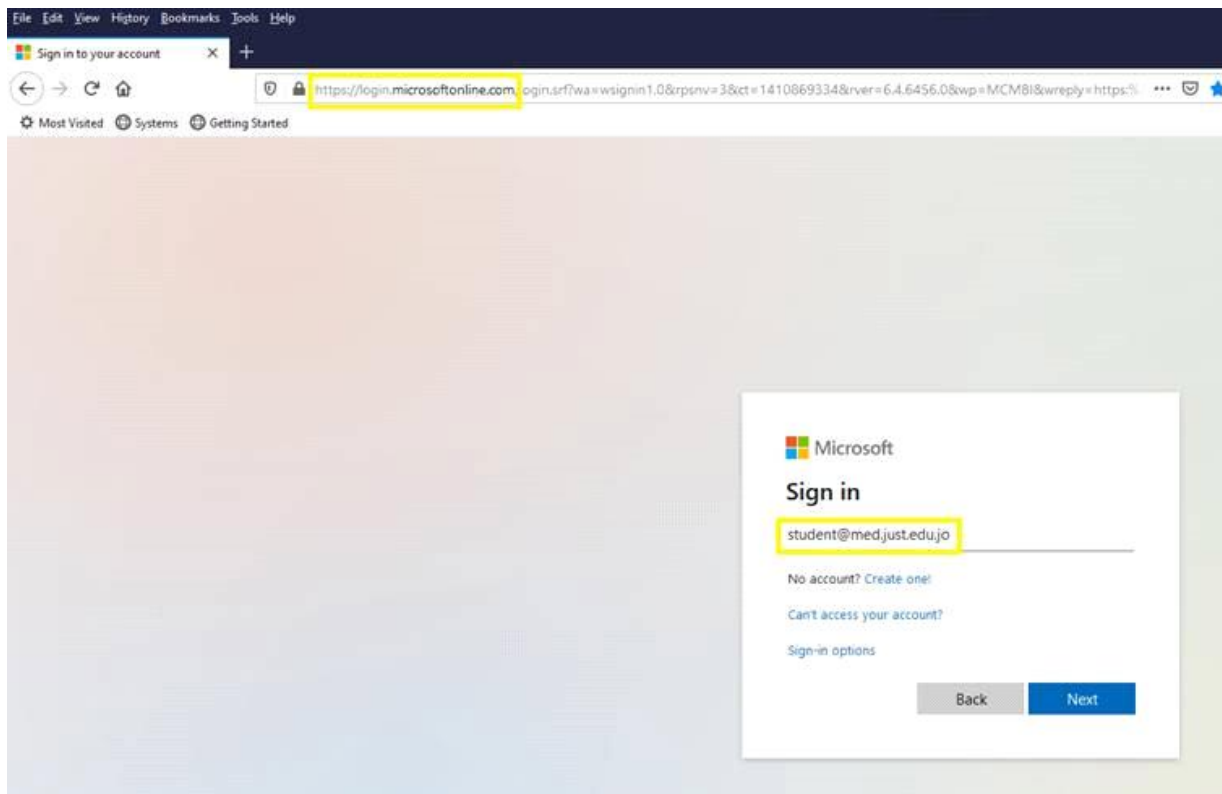 File Edit View History Bookmarks Tools Help
Sign in to your account
https://login.microsoftonline.com/login.srf?wa=wsignin1.0&rpsnv=3&ct=1410869334&rver=6.4.6456.0&wp=MCMBI&wreply=https:%
Most Visited Systems Getting Started
Microsoft
Sign in
student@med.just.edu.jo
No account? Create one!
Can't access your account?
Sign-in options
Back Next